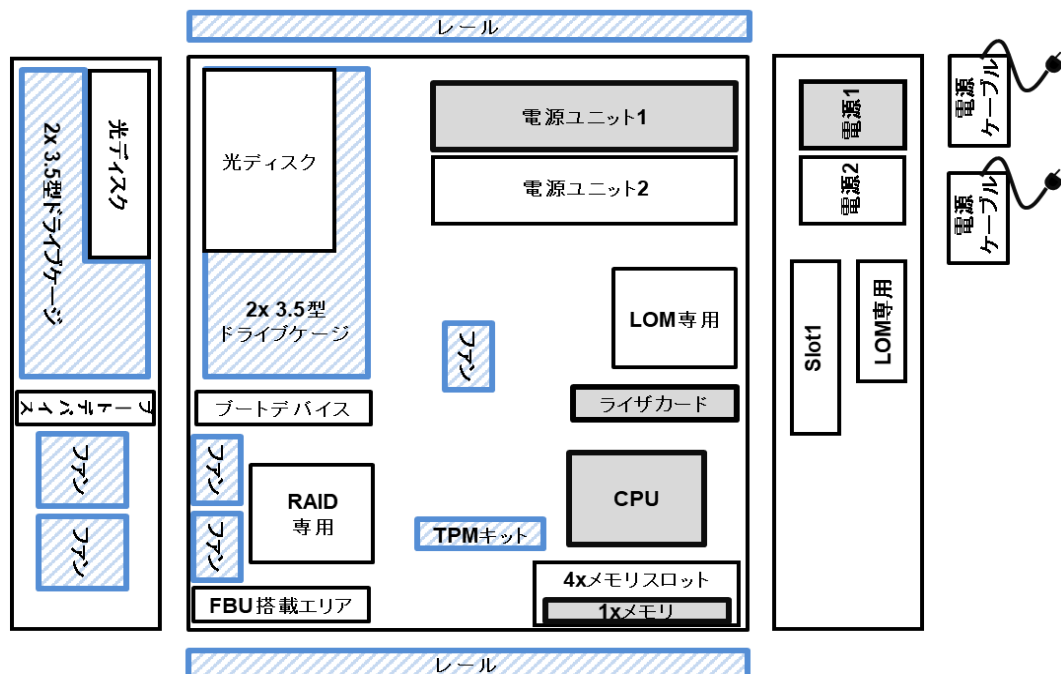 レール
2x 3.5型ドライブケージ
光ディスク
ブートデバイス
ファン
ファン
光ディスク
2x 3.5型
ドライブケージ
電源ユニット1
電源ユニット2
LOM専用
ファン
ブートデバイス
ライザカード
ファン
ファン
RAID
専用
CPU
TPMキット
4xメモリスロット
1xメモリ
FBU搭載エリア
電源1
電源2
Slot1
LOM専用
電源
ケーブル
電源
ケーブル
レール